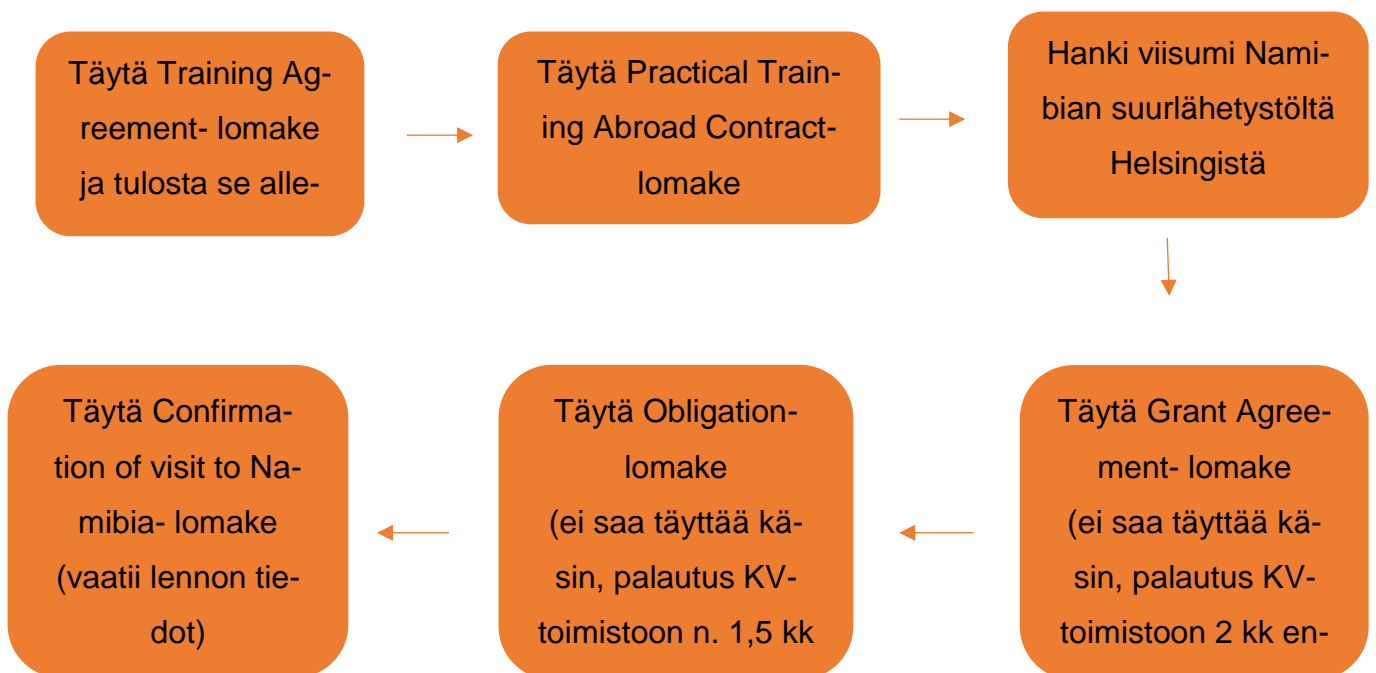 Täytä Training Ag-
reement- lomake
ja tulosta se alle-
Täytä Practical Train-
ing Abroad Contract-
lomake
Hanki viisumi Nami-
bian suurlähetystöltä
Helsingistä
Täytä Grant Agree-
ment- lomake
(ei saa täyttää kä-
sin, palautus KV-
toimistoon 2 kk en-
Täytä Obligation-
lomake
(ei saa täyttää kä-
sin, palautus KV-
toimistoon n. 1,5 kk
Täytä Confirma-
tion of visit to Na-
mibia- lomake
(vaatii lennon tie-
dot)